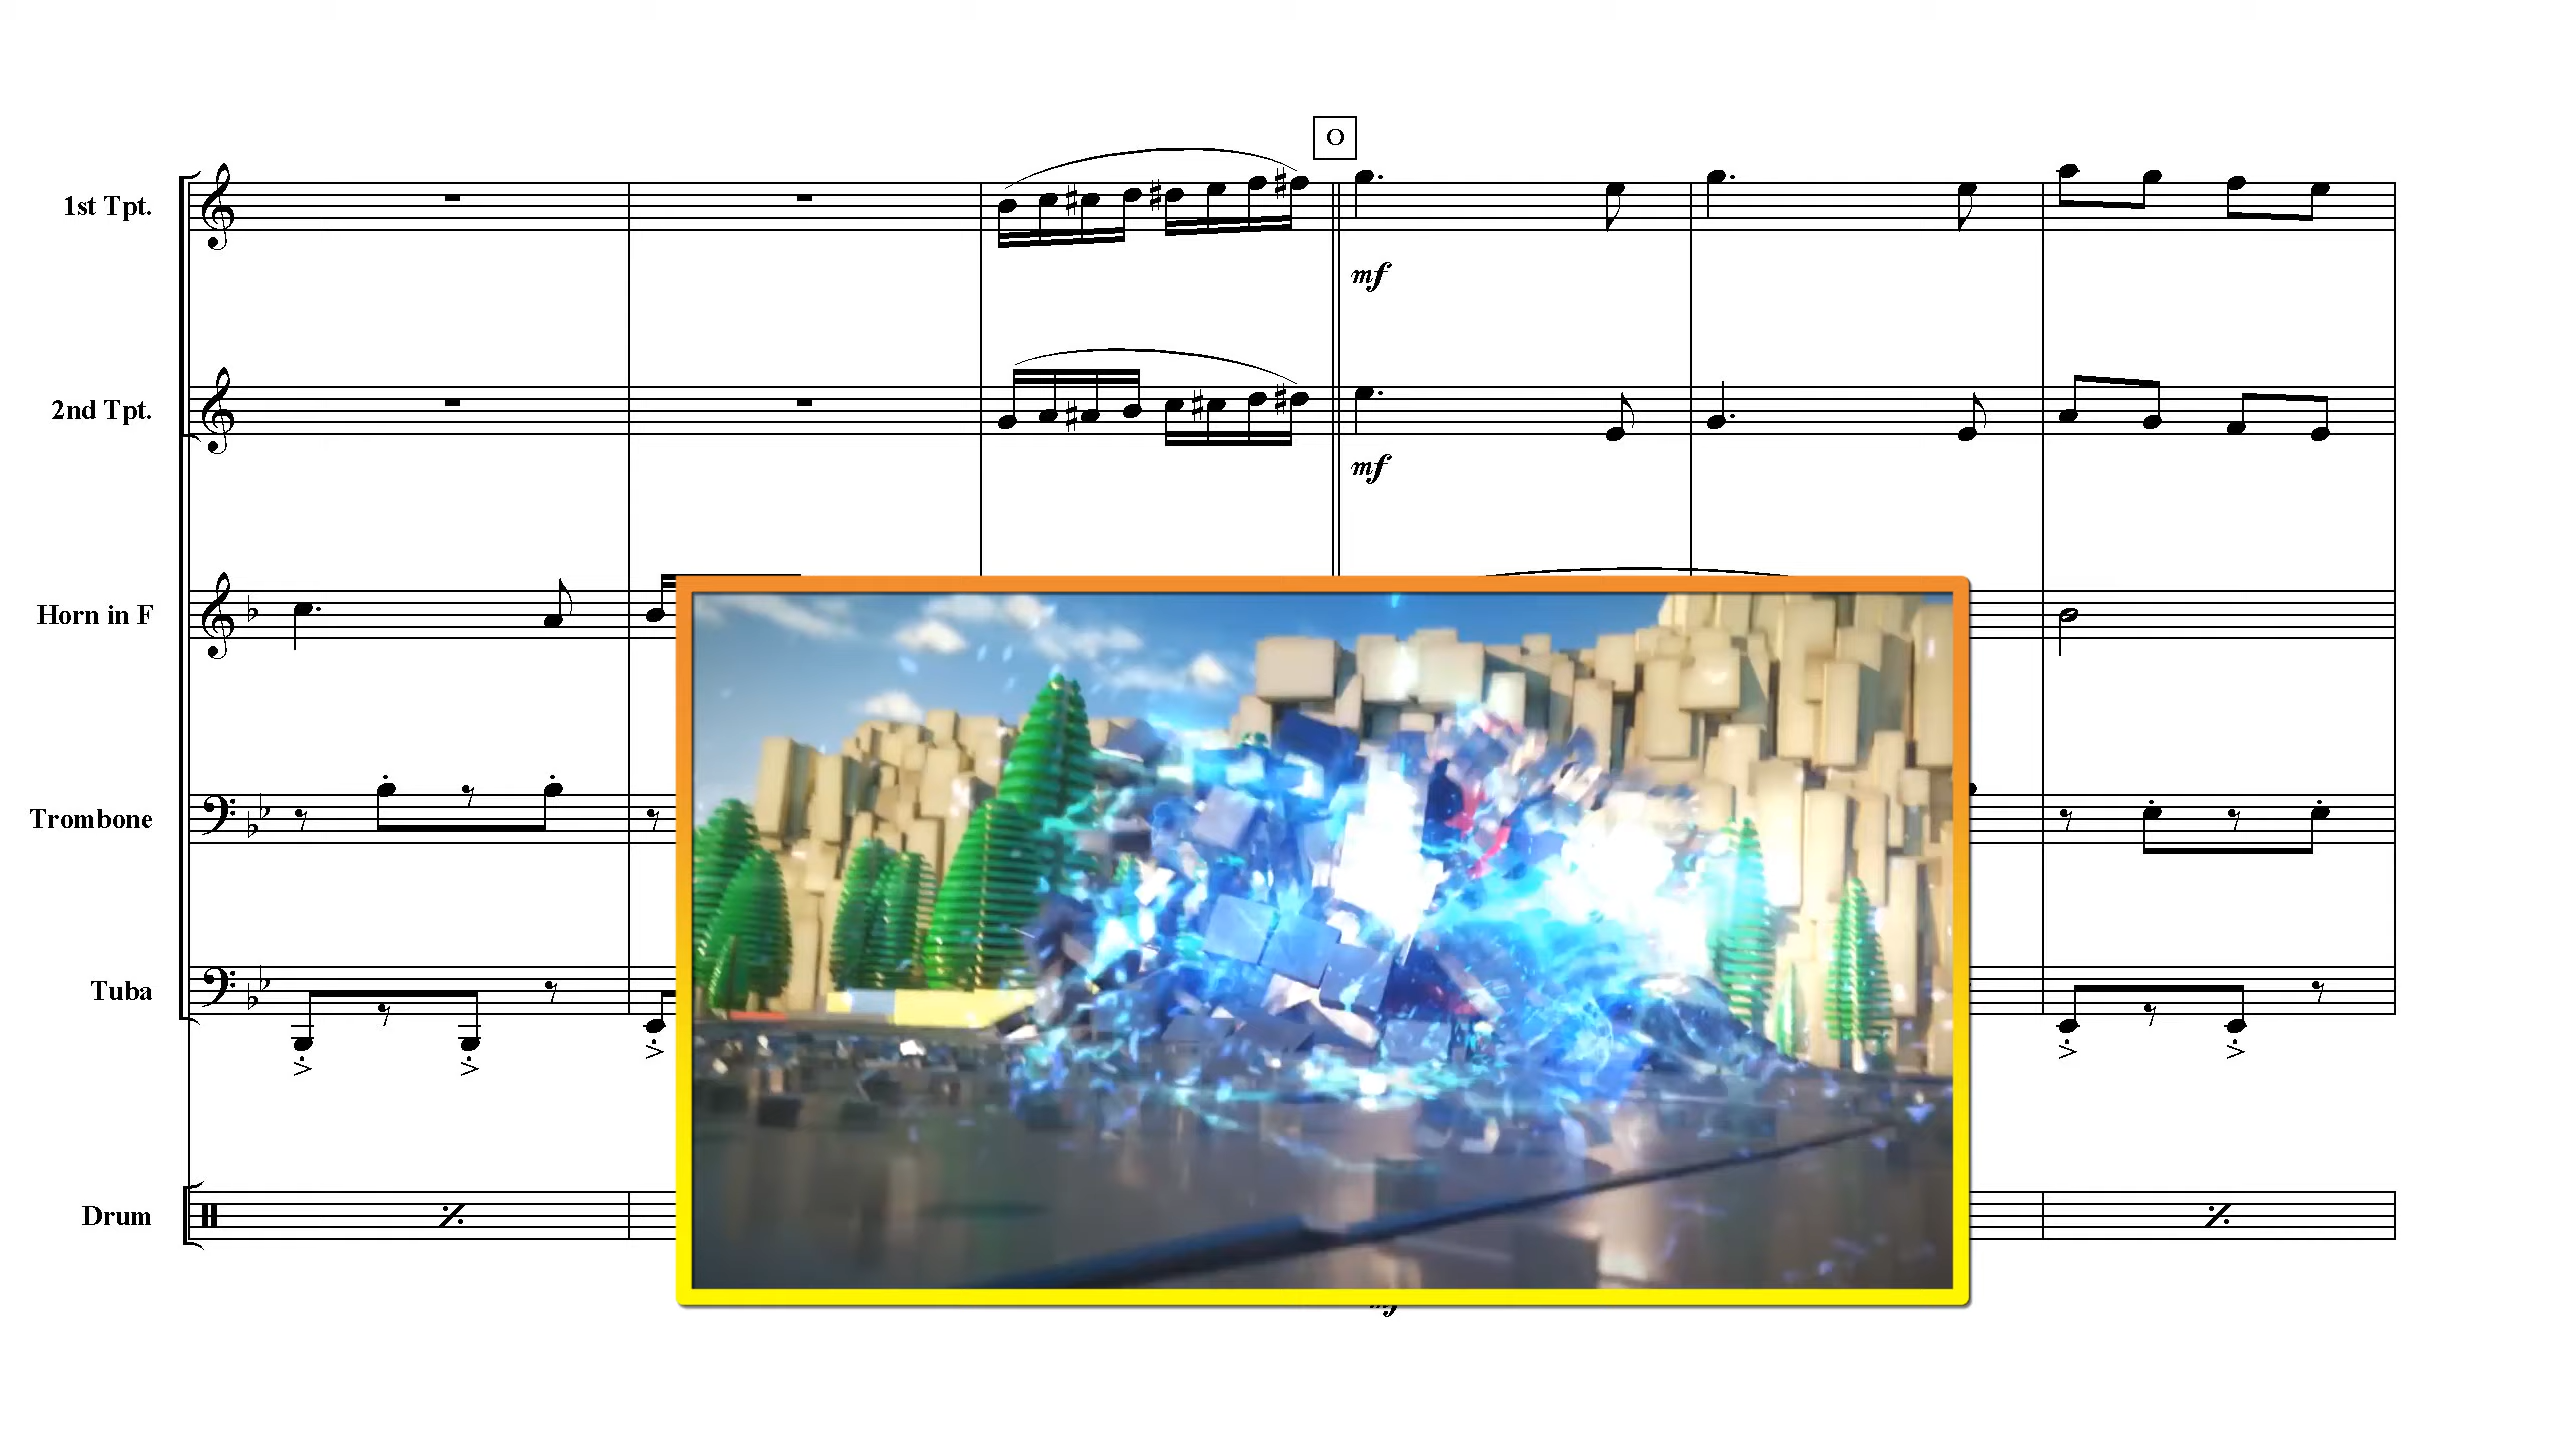 O
1st Tpt.
mf
2nd Tpt.
mf
Horn in F
Trombone
Tuba
Drum